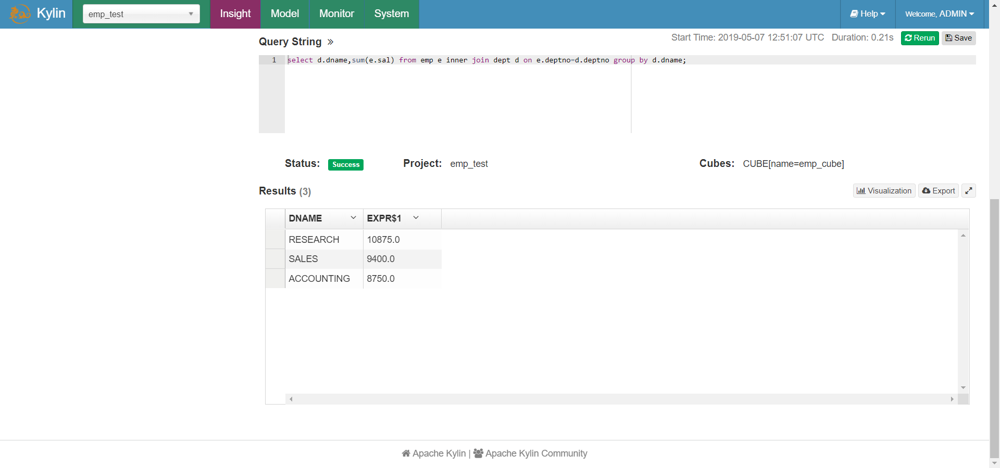 Kylin emp_test Insight Model Monitor System Help Welcome, ADMIN
Query String » Start Time: 2019-05-07 12:51:07 UTC Duration: 0.21s Rerun Save
1 select d.dname,sum(e.sal) from emp e inner join dept d on e.deptno=d.deptno group by d.dname;
Status: Success Project: emp_test Cubes: CUBE[name=emp_cube]
Results (3) Visualization Export
DNAME EXPR$1
RESEARCH 10875.0
SALES 9400.0
ACCOUNTING 8750.0
Apache Kylin | Apache Kylin Community